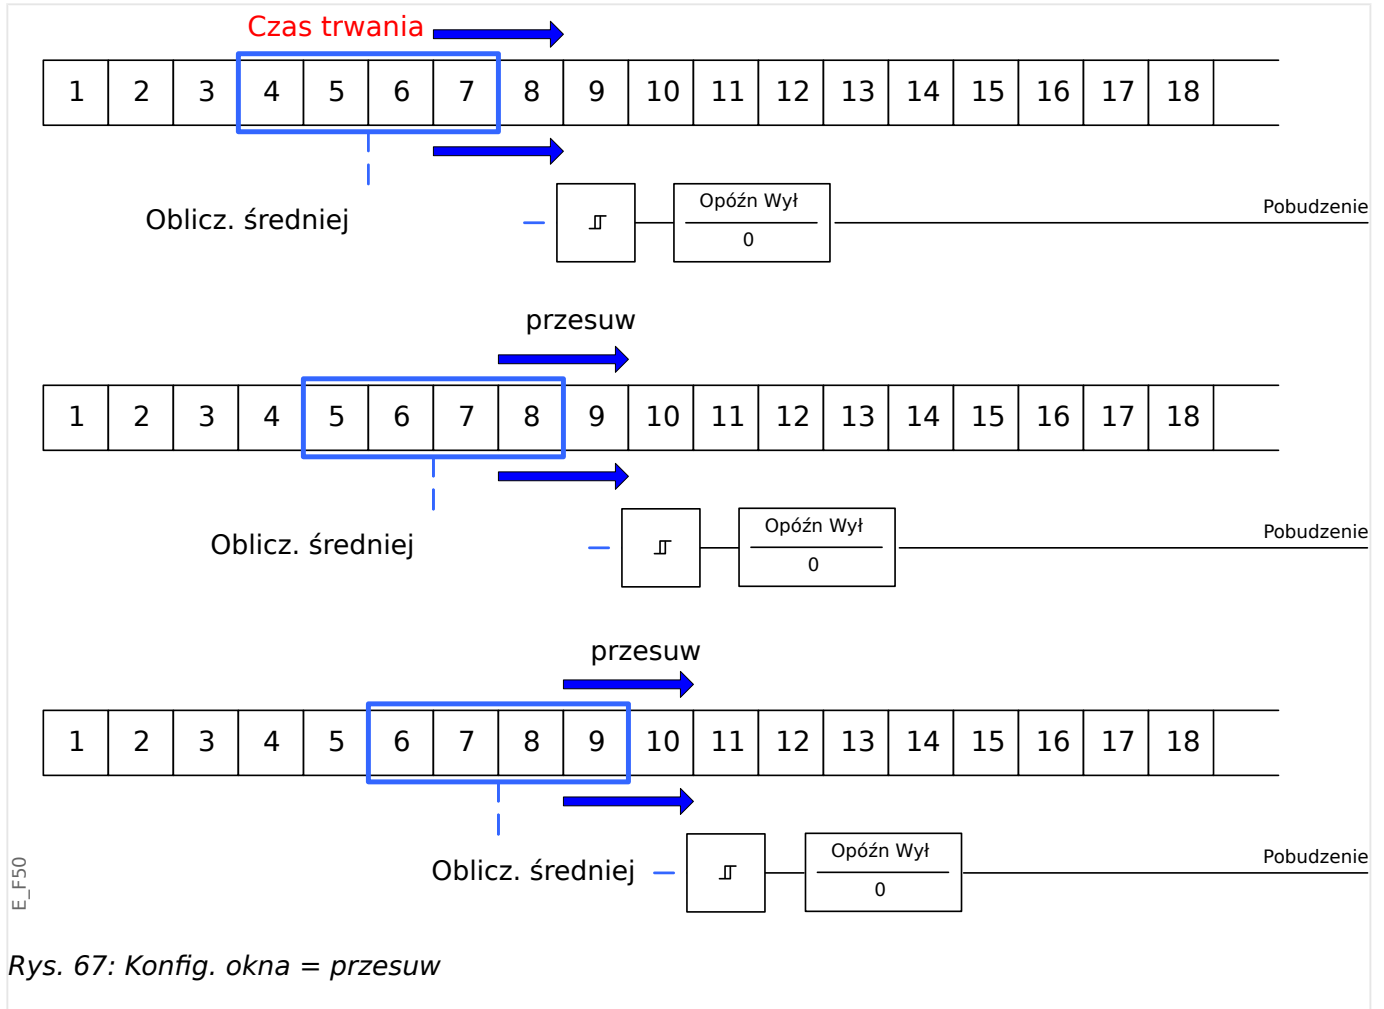 Czas trwania
1 2 3 4 5 6 7 8 9 10 11 12 13 14 15 16 17 18
Oblicz. średniej
Opóźn Wył
0
Pobudzenie
przesuw
1 2 3 4 5 6 7 8 9 10 11 12 13 14 15 16 17 18
Oblicz. średniej
Opóźn Wył
0
Pobudzenie
przesuw
1 2 3 4 5 6 7 8 9 10 11 12 13 14 15 16 17 18
Oblicz. średniej
Opóźn Wył
0
Pobudzenie
E_F50
Rys. 67: Konfig. okna = przesuw